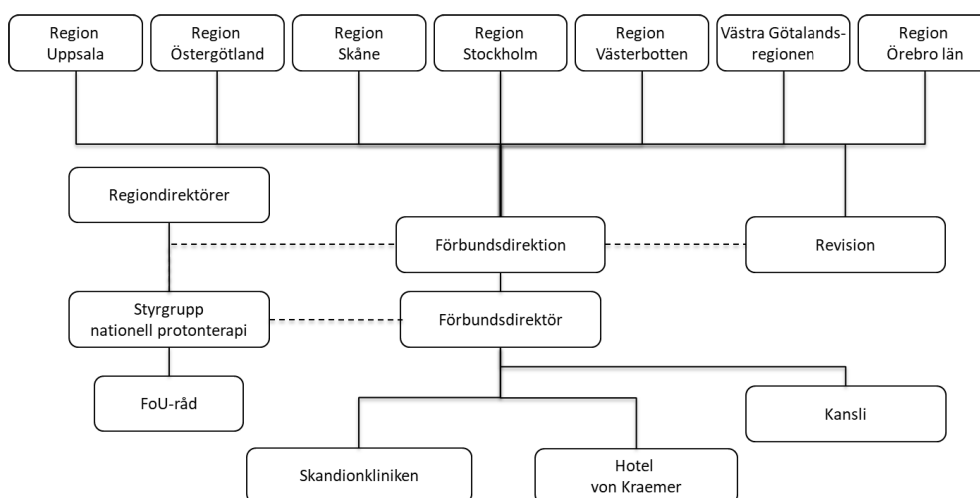 Region
Uppsala
Region
Östergötland
Region
Skåne
Region
Stockholm
Region
Västerbotten
Västra Götalands-
regionen
Region
Örebro län
Regiondirektörer
Förbundsdirektion
Revision
Styrgrupp
nationell protonterapi
Förbundsdirektör
FoU-råd
Kansli
Skandionkliniken
Hotel
von Kraemer